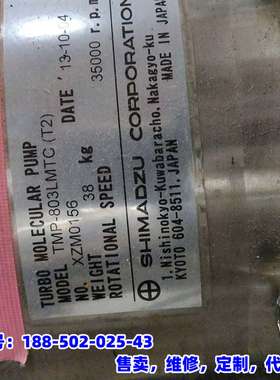 TURBO MOLECULAR PUMP
MODEL TMP-803LMTC (T2)
NO. XZM0156 DATE '13-10-4
WEIGHT 38 kg
ROTATIONAL SPEED 35000 r.p.m
SHIMADZU CORPORATION
1,Nishinokyo-Kuwabaracho,Nakagyo-ku
KYOTO 604-8511,JAPAN MADE IN JAPAN
号：188-502-025-43
售卖，维修，定制，代